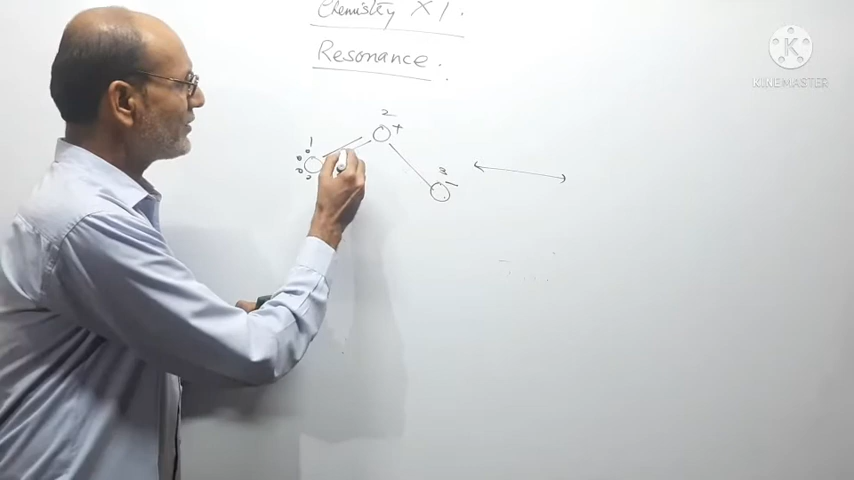 Chemistry XI.
Resonance.
K
KINEMASTER
2
+
1
O
O
3
-
O